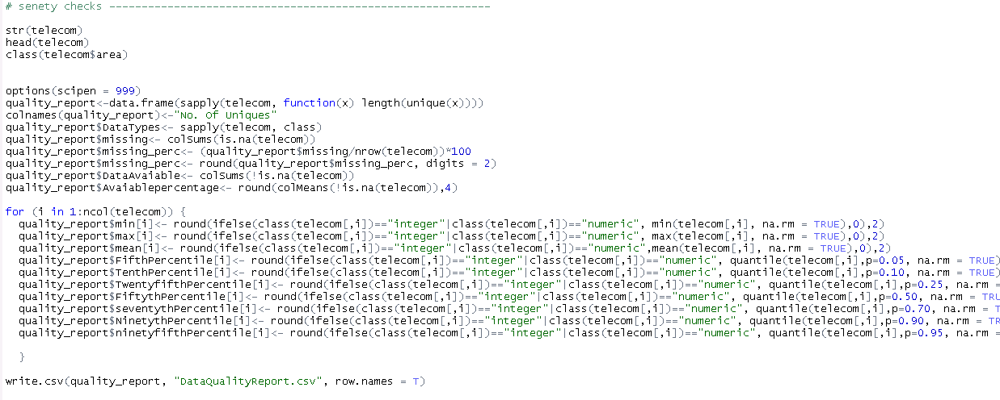 # senety checks -----------------------------------------------------------
str(telecom)
head(telecom)
class(telecom$area)
options(scipen = 999)
quality_report<-data.frame(sapply(telecom, function(x) length(unique(x))))
colnames(quality_report)<-"No. Of Uniques"
quality_report$DataTypes<- sapply(telecom, class)
quality_report$missing<- colSums(is.na(telecom))
quality_report$missing_perc<- (quality_report$missing/nrow(telecom))*100
quality_report$missing_perc<- round(quality_report$missing_perc, digits = 2)
quality_report$DataAvaiable<- colSums(!is.na(telecom))
quality_report$Avaiablepercentage<- round(colMeans(!is.na(telecom)),4)
for (i in 1:ncol(telecom)) {
quality_report$min[i]<- round(ifelse(class(telecom[,i])=="integer"|class(telecom[,i])=="numeric", min(telecom[,i], na.rm = TRUE),0),2)
quality_report$max[i]<- round(ifelse(class(telecom[,i])=="integer"|class(telecom[,i])=="numeric", max(telecom[,i], na.rm = TRUE),0),2)
quality_report$mean[i]<- round(ifelse(class(telecom[,i])=="integer"|class(telecom[,i])=="numeric",mean(telecom[,i], na.rm = TRUE),0),2)
quality_report$FifthPercentile[i]<- round(ifelse(class(telecom[,i])=="integer"|class(telecom[,i])=="numeric", quantile(telecom[,i],p=0.05, na.rm = TRUE)
quality_report$TenthPercentile[i]<- round(ifelse(class(telecom[,i])=="integer"|class(telecom[,i])=="numeric", quantile(telecom[,i],p=0.10, na.rm = TRUE)
quality_report$TwentyfifthPercentile[i]<- round(ifelse(class(telecom[,i])=="integer"|class(telecom[,i])=="numeric", quantile(telecom[,i],p=0.25, na.rm =
quality_report$FiftythPercentile[i]<- round(ifelse(class(telecom[,i])=="integer"|class(telecom[,i])=="numeric", quantile(telecom[,i],p=0.50, na.rm = TRU
quality_report$seventythPercentile[i]<- round(ifelse(class(telecom[,i])=="integer"|class(telecom[,i])=="numeric", quantile(telecom[,i],p=0.70, na.rm = T
quality_report$NinetythPercentile[i]<- round(ifelse(class(telecom[,i])=="integer"|class(telecom[,i])=="numeric", quantile(telecom[,i],p=0.90, na.rm = TR
quality_report$ninetyfifthPercentile[i]<- round(ifelse(class(telecom[,i])=="integer"|class(telecom[,i])=="numeric", quantile(telecom[,i],p=0.95, na.rm =
}
write.csv(quality_report, "DataQualityReport.csv", row.names = T)